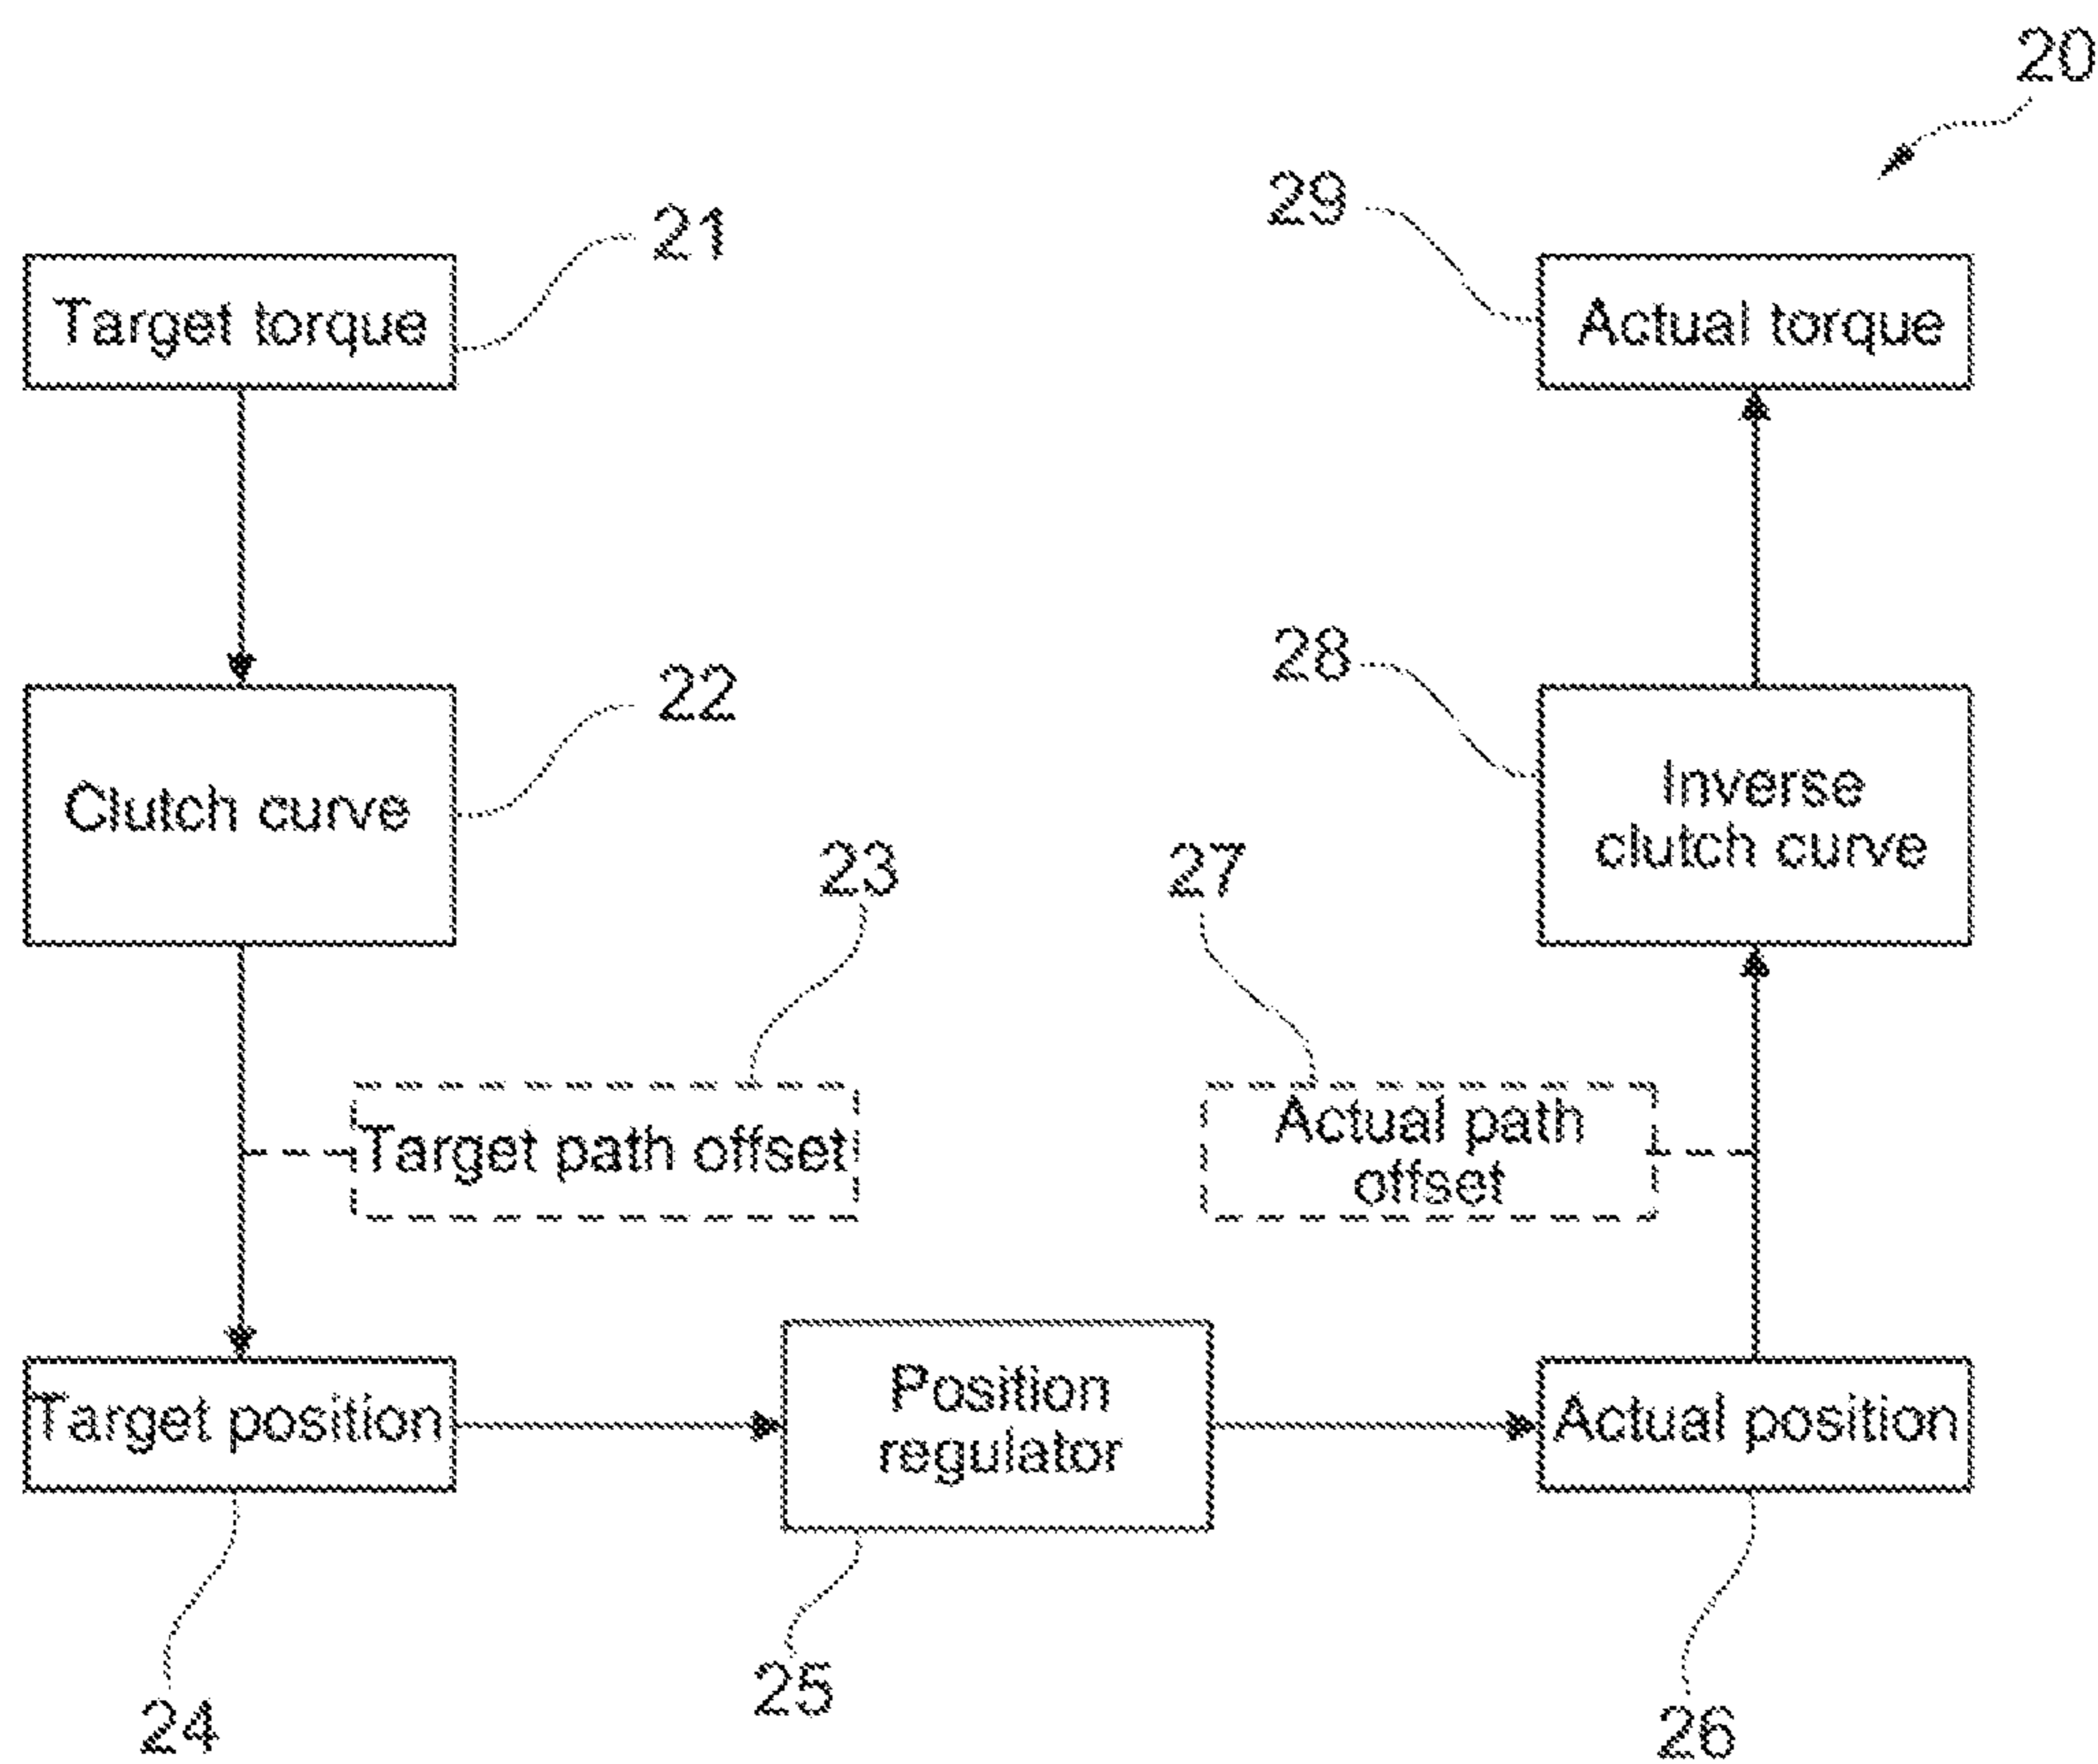 20
21
29
Target torque
Actual torque
22
28
Clutch curve
Inverse
clutch curve
23
27
Target path offset
Actual path
offset
Target position
Position
regulator
Actual position
24
25
26